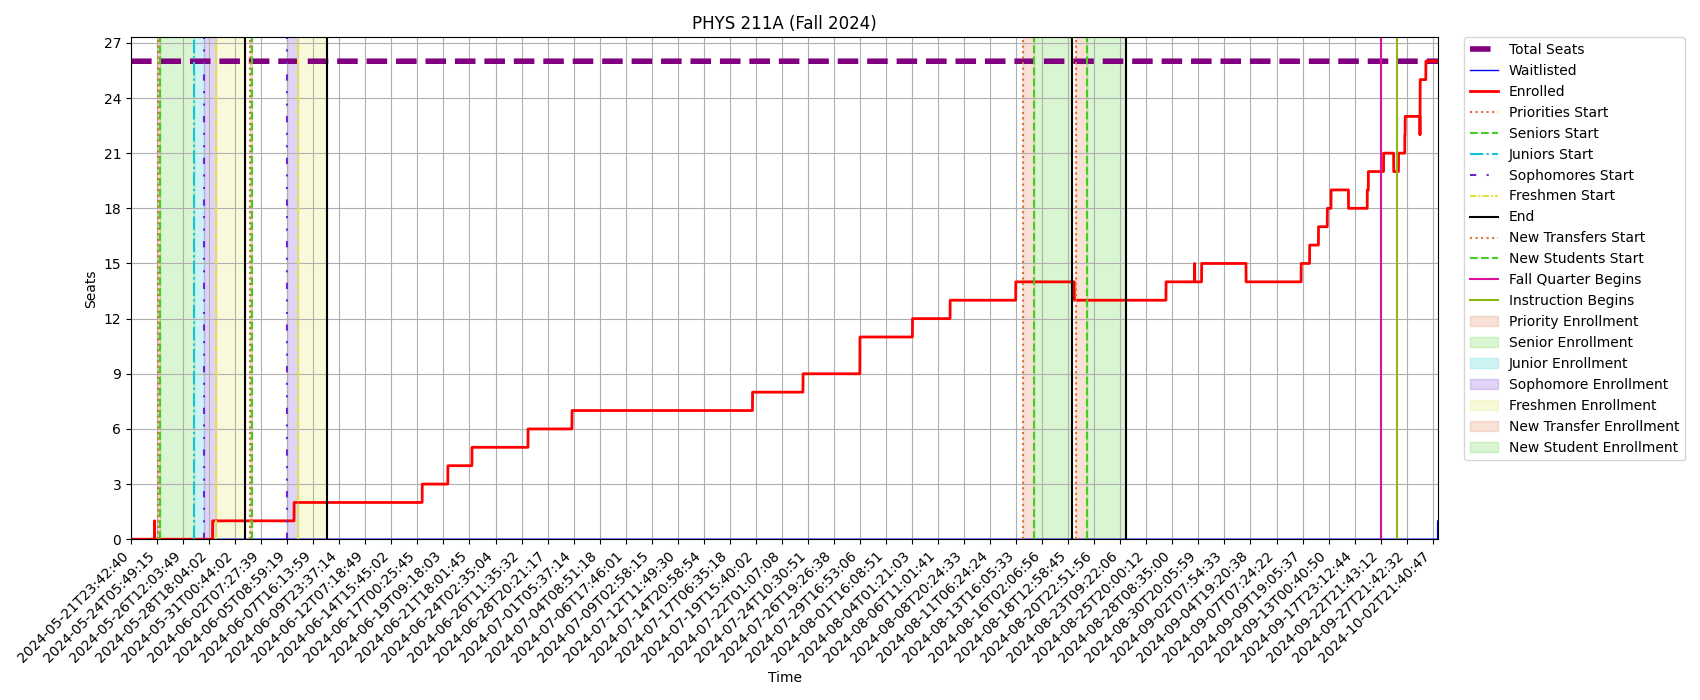 PHYS 211A (Fall 2024)
Seats
27
24
21
18
15
12
9
6
3
0
2024-05-21T23:42:40
2024-05-24T05:49:15
2024-05-26T12:03:49
2024-05-28T18:04:02
2024-05-31T00:44:02
2024-06-02T07:27:39
2024-06-05T08:59:19
2024-06-07T16:13:59
2024-06-09T23:37:14
2024-06-12T07:18:49
2024-06-14T15:45:02
2024-06-17T00:25:45
2024-06-19T09:18:03
2024-06-21T18:01:45
2024-06-24T02:35:04
2024-06-26T11:35:32
2024-06-28T20:21:17
2024-07-01T05:37:14
2024-07-04T08:51:18
2024-07-06T17:46:01
2024-07-09T02:58:15
2024-07-12T11:49:30
2024-07-14T20:58:54
2024-07-17T06:35:18
2024-07-19T15:40:02
2024-07-22T01:07:08
2024-07-24T10:30:51
2024-07-26T19:26:38
2024-07-29T16:53:06
2024-08-01T16:08:51
2024-08-04T01:21:03
2024-08-06T11:01:41
2024-08-08T20:24:33
2024-08-11T06:24:24
2024-08-13T16:05:33
2024-08-16T02:06:56
2024-08-18T12:58:45
2024-08-20T22:51:56
2024-08-23T09:22:06
2024-08-25T20:00:12
2024-08-28T08:35:00
2024-08-30T20:05:59
2024-09-02T07:54:33
2024-09-04T19:20:38
2024-09-07T07:24:22
2024-09-09T19:05:37
2024-09-13T00:40:50
2024-09-17T23:12:44
2024-09-22T21:43:12
2024-09-27T21:42:32
2024-10-02T21:40:47
Time
Total Seats
Waitlisted
Enrolled
Priorities Start
Seniors Start
Juniors Start
Sophomores Start
Freshmen Start
End
New Transfers Start
New Students Start
Fall Quarter Begins
Instruction Begins
Priority Enrollment
Senior Enrollment
Junior Enrollment
Sophomore Enrollment
Freshmen Enrollment
New Transfer Enrollment
New Student Enrollment